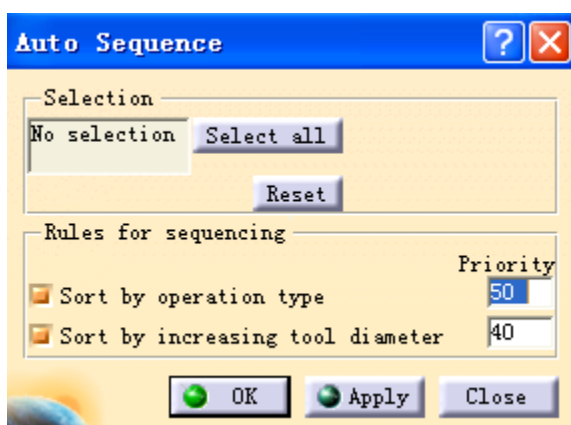 Auto Sequence ?
Selection
No selection Select all
Reset
Rules for sequencing
Priority
Sort by operation type 50
Sort by increasing tool diameter 40
OK Apply Close